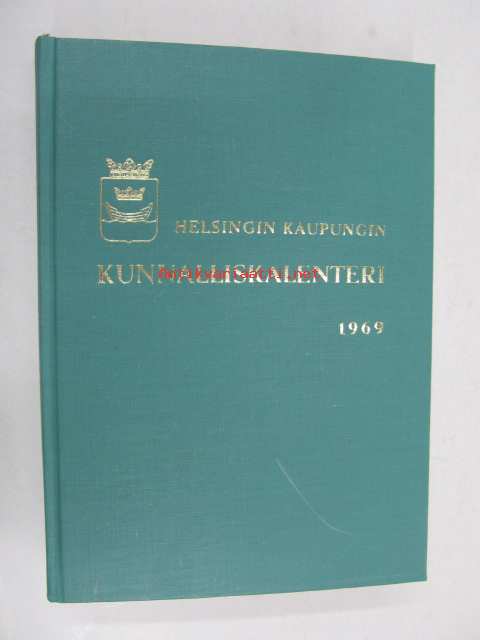 HELSINGIN KAUPUNGIN
KUNNALLISKALENTERI
1969